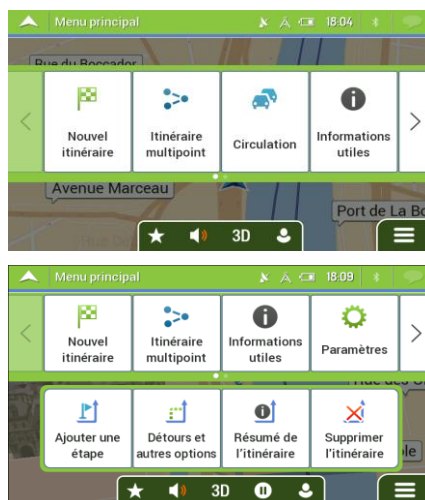 Menu principal 18:04
Rue du Boccador
Nouvel itinéraire
Itinéraire multipoint
Circulation
Informations utiles
Avenue Marceau
Port de La Bo
3D
Menu principal 18:09
Nouvel itinéraire
Itinéraire multipoint
Informations utiles
Paramètres
Ajouter une étape
Détours et autres options
Résumé de l'itinéraire
Supprimer l'itinéraire
3D